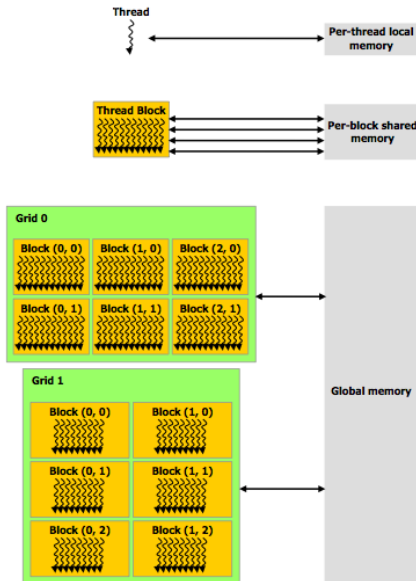 Thread
Per-thread local
memory
Thread Block
Per-block shared
memory
Grid 0
Block (0, 0) Block (1, 0) Block (2, 0)
Block (0, 1) Block (1, 1) Block (2, 1)
Grid 1
Block (0, 0) Block (1, 0)
Global memory
Block (0, 1) Block (1, 1)
Block (0, 2) Block (1, 2)